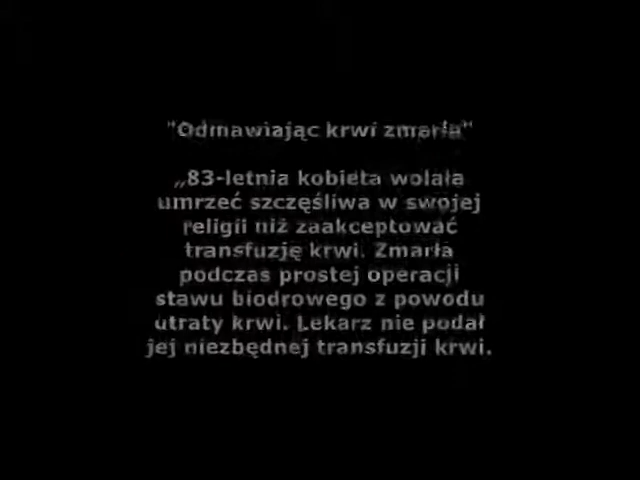 "Odmawiając krwi zmarła"
„83-letnia kobieta wolała
umrzeć szczęśliwa w swojej
religii niż zaakceptować
transfuzję krwi. Zmarła
podczas prostej operacji
stawu biodrowego z powodu
utraty krwi. Lekarz nie podał
jej niezbędnej transfuzji krwi.